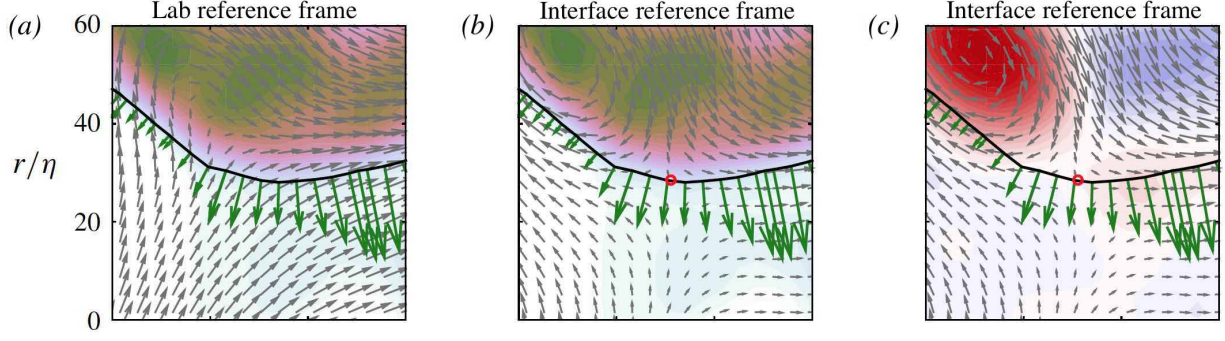 (a) Lab reference frame
(b) Interface reference frame
(c) Interface reference frame
60
40
r/η
20
0